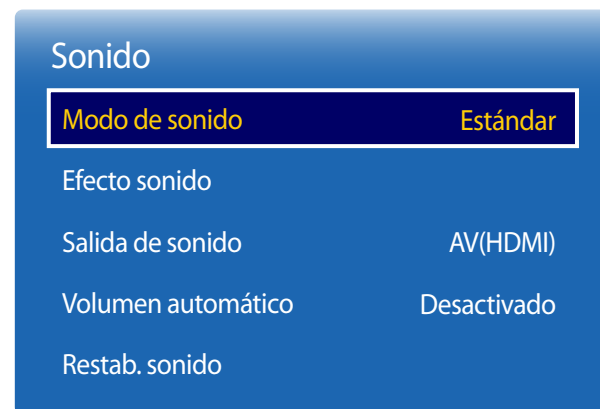 Sonido
Modo de sonido Estándar
Efecto sonido
Salida de sonido AV(HDMI)
Volumen automático Desactivado
Restab. sonido